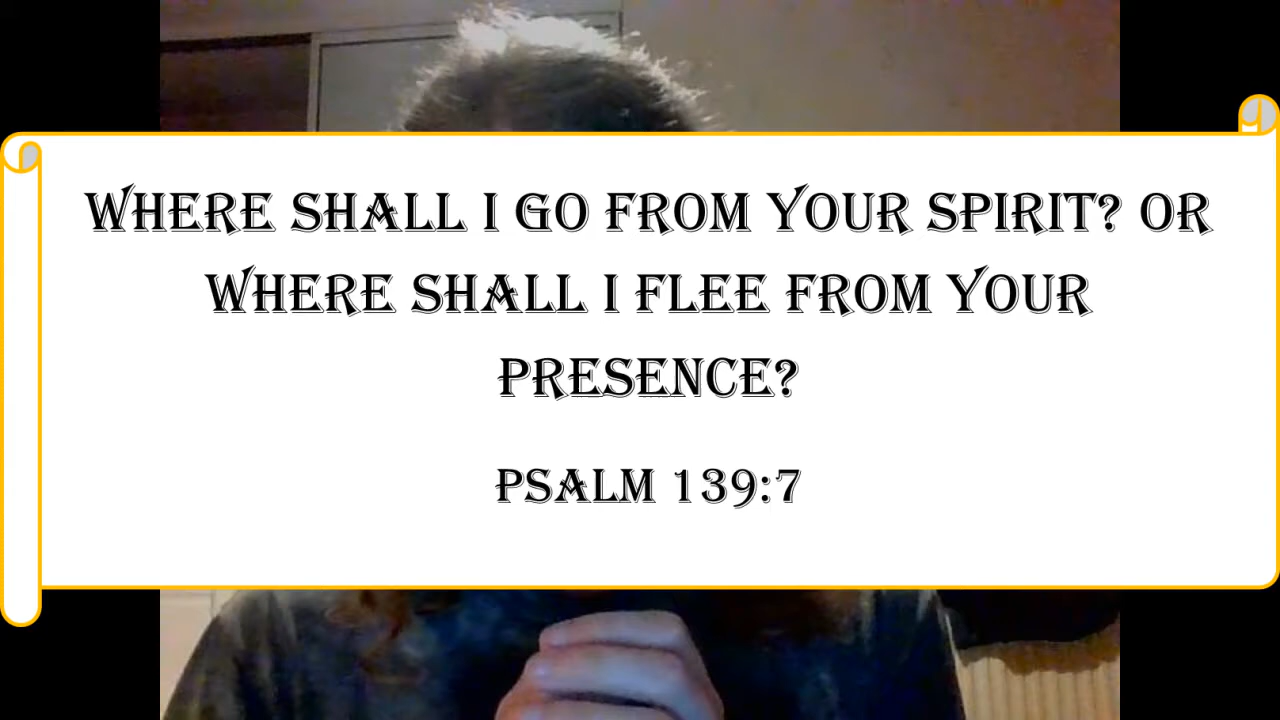 WHERE SHALL I GO FROM YOUR SPIRIT? OR
WHERE SHALL I FLEE FROM YOUR
PRESENCE?
PSALM 139:7